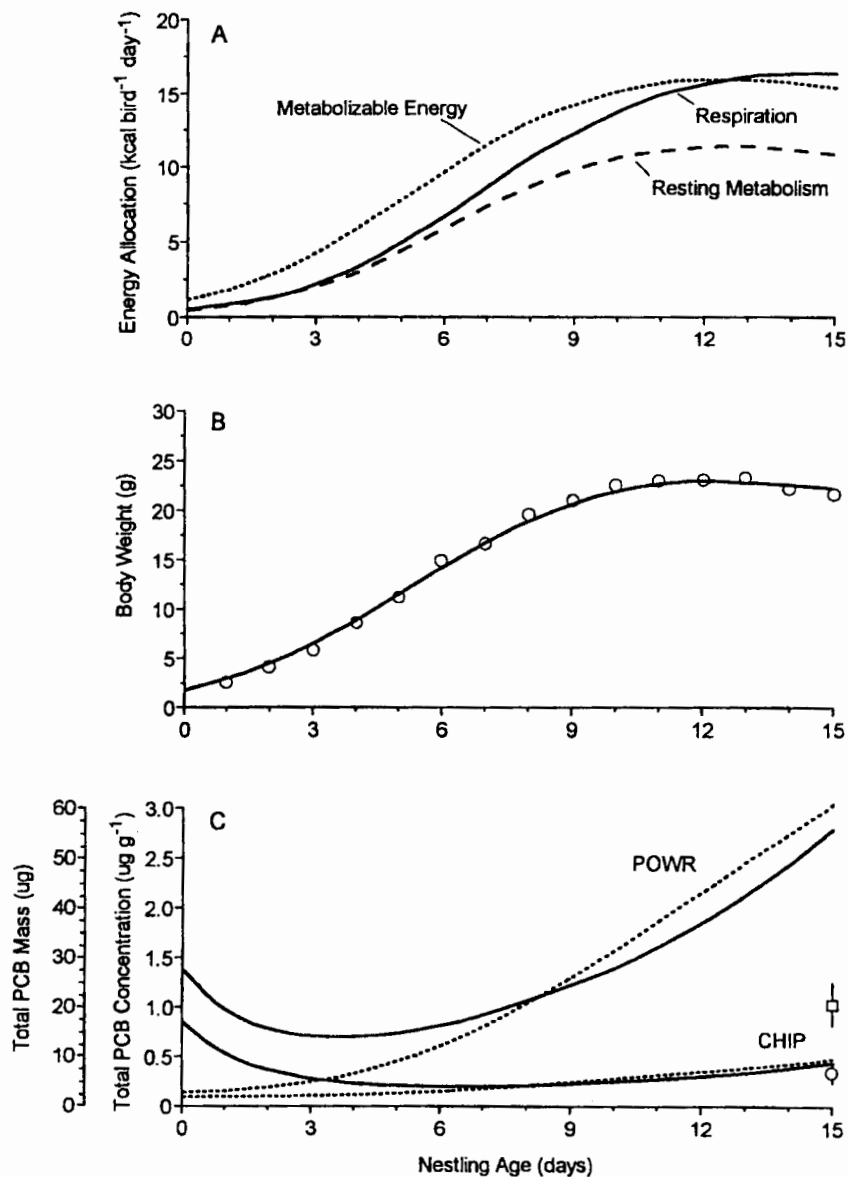 A
Energy Allocation (kcal bird⁻¹ day⁻¹)
20
15
10
5
0
Metabolizable Energy
Respiration
Resting Metabolism
0 3 6 9 12 15
B
Body Weight (g)
30
25
20
15
10
5
0
0 3 6 9 12 15
C
Total PCB Mass (ug)
60
50
40
30
20
10
0
Total PCB Concentration (ug g⁻¹)
3.0
2.5
2.0
1.5
1.0
0.5
0
POWR
CHIP
0 3 6 9 12 15
Nestling Age (days)